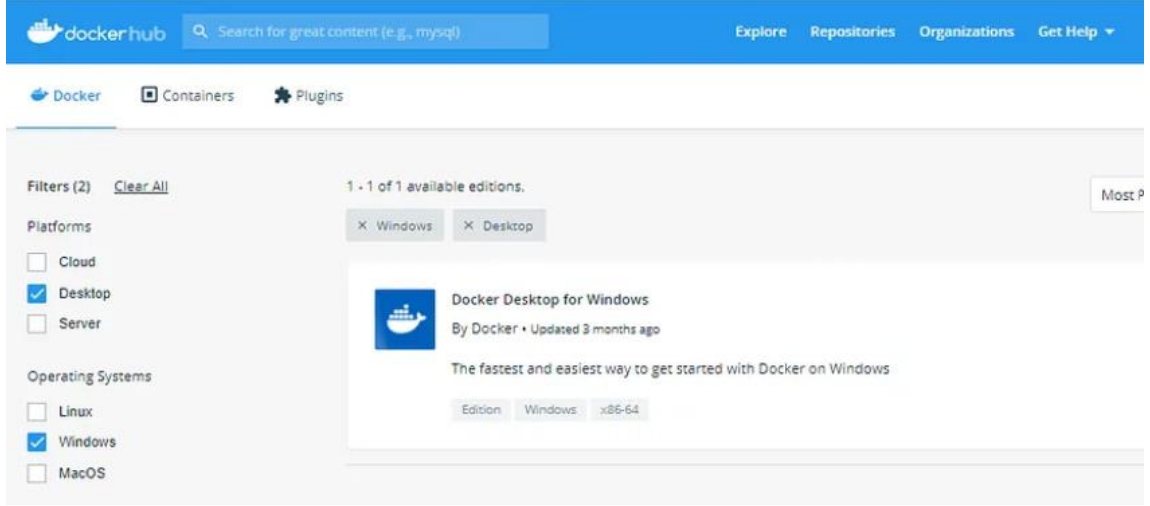 dockerhub Search for great content (e.g., mysql) Explore Repositories Organizations Get Help
Docker Containers Plugins
Filters (2) Clear All
1 - 1 of 1 available editions.
Most P
Platforms
Windows Desktop
Cloud
Desktop
Server
Docker Desktop for Windows
By Docker • Updated 3 months ago
The fastest and easiest way to get started with Docker on Windows
Edition Windows x86-64
Operating Systems
Linux
Windows
MacOS